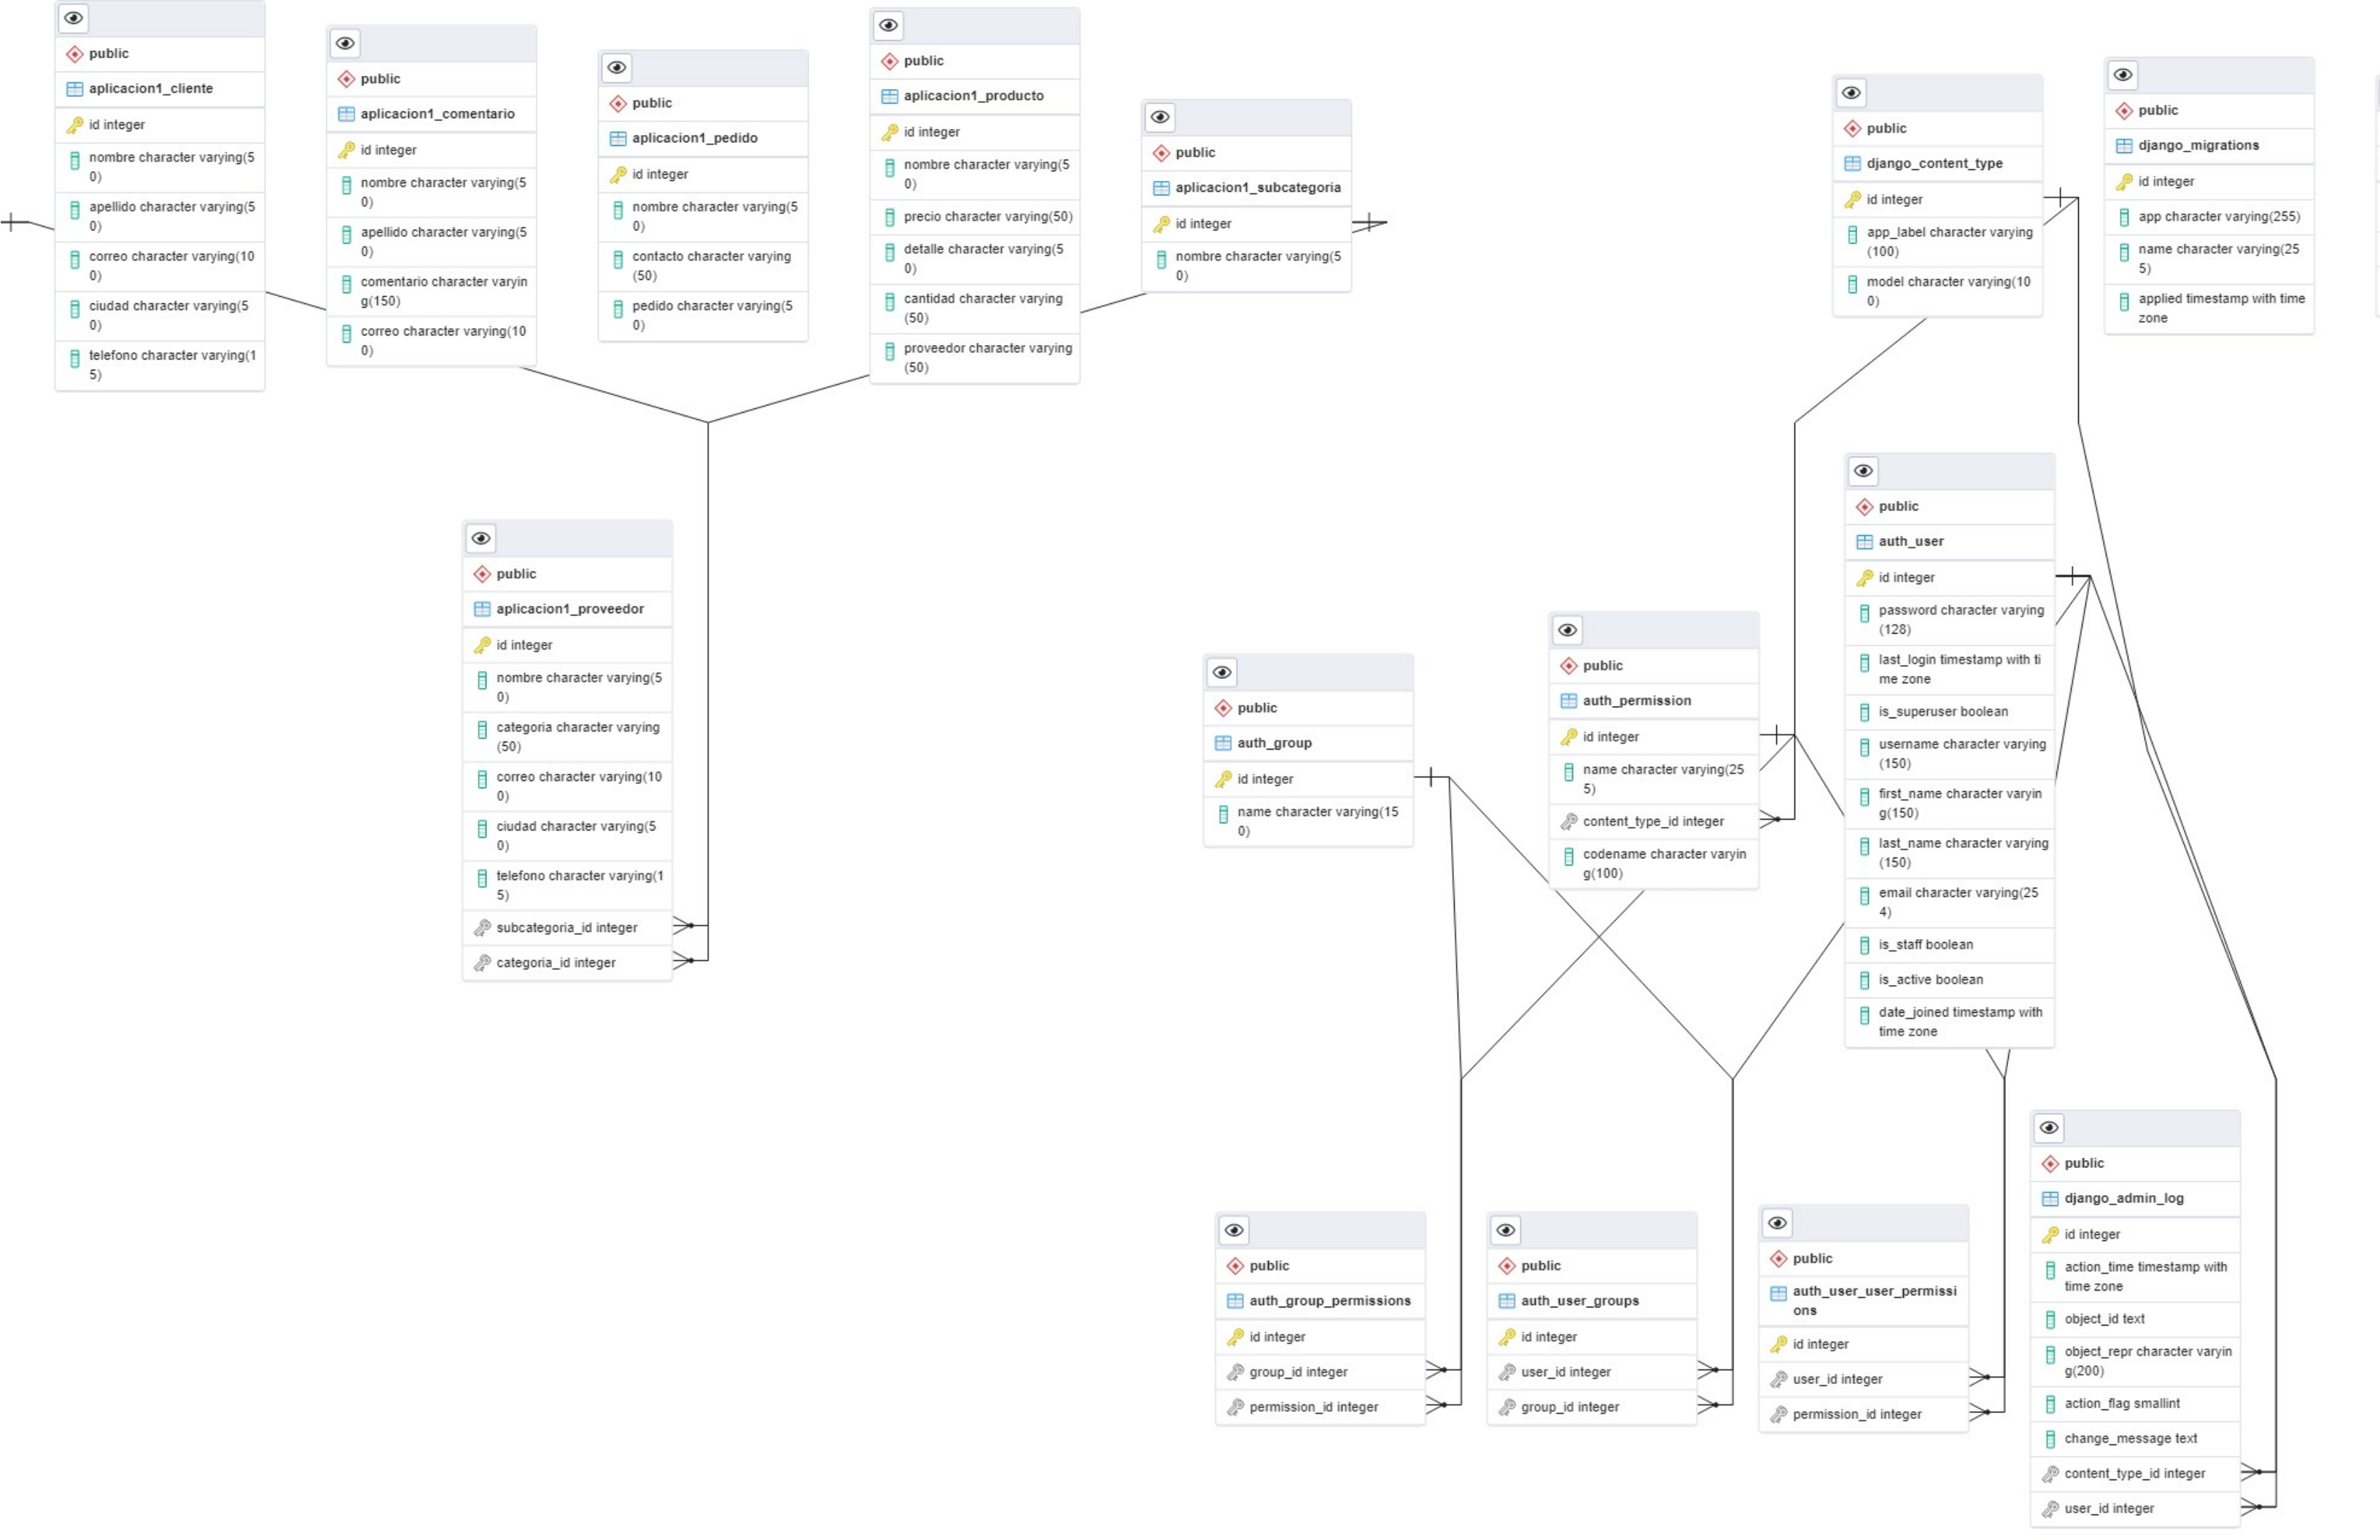 public
aplicacion1_cliente
id integer
nombre character varying(5
0)
apellido character varying(5
0)
correo character varying(10
0)
ciudad character varying(5
0)
telefono character varying(1
5)
public
aplicacion1_comentario
id integer
nombre character varying(5
0)
apellido character varying(5
0)
comentario character varyin
g(150)
correo character varying(10
0)
public
aplicacion1_pedido
id integer
nombre character varying(5
0)
contacto character varying
(50)
pedido character varying(5
0)
public
aplicacion1_producto
id integer
nombre character varying(5
0)
precio character varying(50)
detalle character varying(5
0)
cantidad character varying
(50)
proveedor character varying
(50)
public
aplicacion1_subcategoria
id integer
nombre character varying(5
0)
public
django_content_type
id integer
app_label character varying
(100)
model character varying(10
0)
public
django_migrations
id integer
app character varying(255)
name character varying(25
5)
applied timestamp with time
zone
public
aplicacion1_proveedor
id integer
nombre character varying(5
0)
categoria character varying
(50)
correo character varying(10
0)
ciudad character varying(5
0)
telefono character varying(1
5)
subcategoria_id integer
categoria_id integer
public
auth_group
id integer
name character varying(15
0)
public
auth_permission
id integer
name character varying(25
5)
content_type_id integer
codename character varyin
g(100)
public
auth_user
id integer
password character varying
(128)
last_login timestamp with ti
me zone
is_superuser boolean
username character varying
(150)
first_name character varyin
g(150)
last_name character varying
(150)
email character varying(25
4)
is_staff boolean
is_active boolean
date_joined timestamp with
time zone
public
auth_group_permissions
id integer
group_id integer
permission_id integer
public
auth_user_groups
id integer
user_id integer
group_id integer
public
auth_user_user_permissi
ons
id integer
user_id integer
permission_id integer
public
django_admin_log
id integer
action_time timestamp with
time zone
object_id text
object_repr character varyin
g(200)
action_flag smallint
change_message text
content_type_id integer
user_id integer